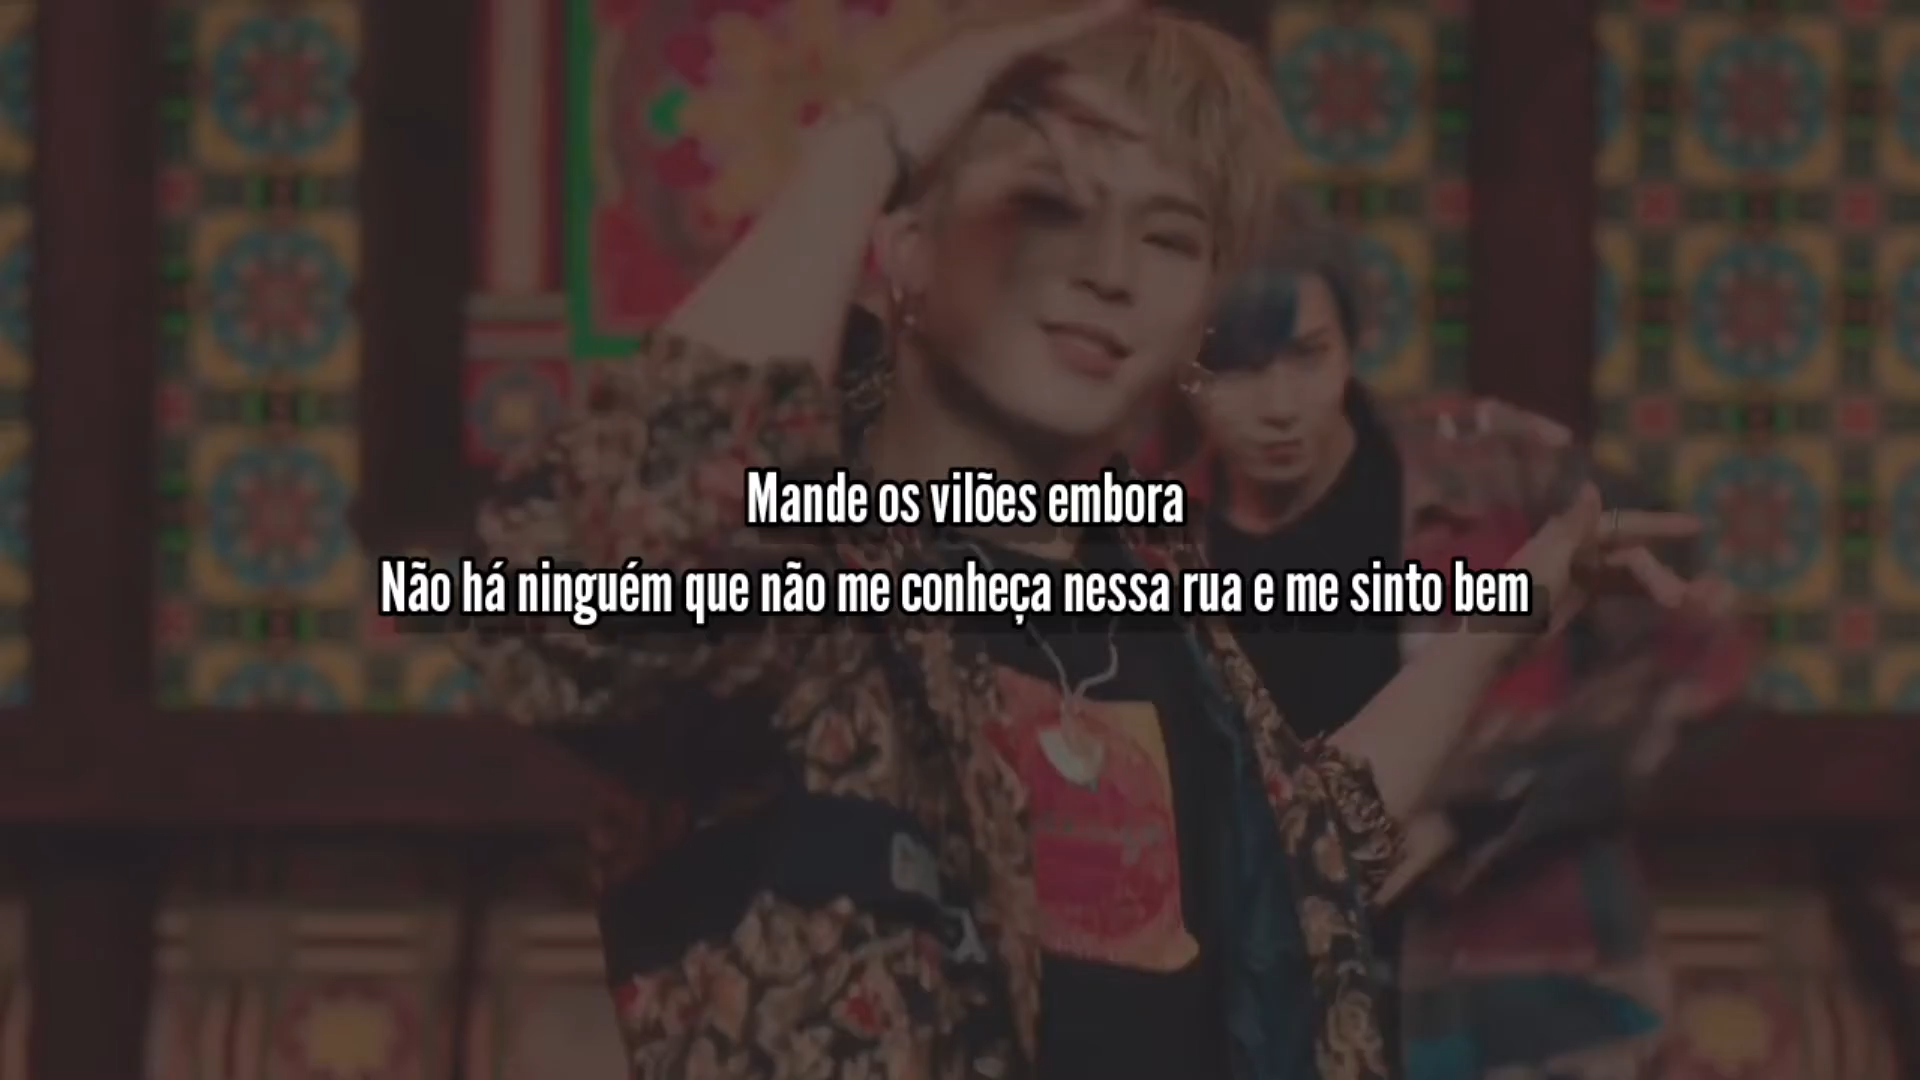 Mande os vilões embora
Não há ninguém que não me conheça nessa rua e me sinto bem